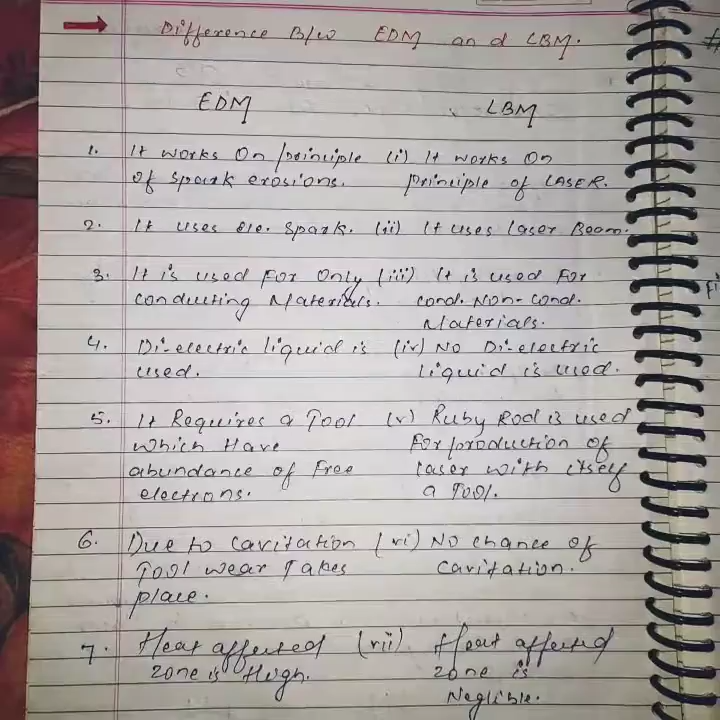 Difference B/w EDM and LBM.
EDM LBM
1. It works On principle (i) It works On
of spark erosions. principle of LASER.
2. It uses ele. spark. (ii) It uses Laser Beam.
3. It is used For Only (iii) It is used For
conducting Materials. cond. Non-cond.
Materials.
4. Di-electric liquid is (iv) No Di-electric
used. liquid is used.
5. It Requires a Tool (v) Ruby Rod is used
which Have For production of
abundance of Free laser with itself
electrons. a Tool.
6. Due to cavitation (vi) No chance of
Tool wear Takes cavitation.
place.
7. Heat affected (vii) Heat affected
zone is High. zone is
Neglible.